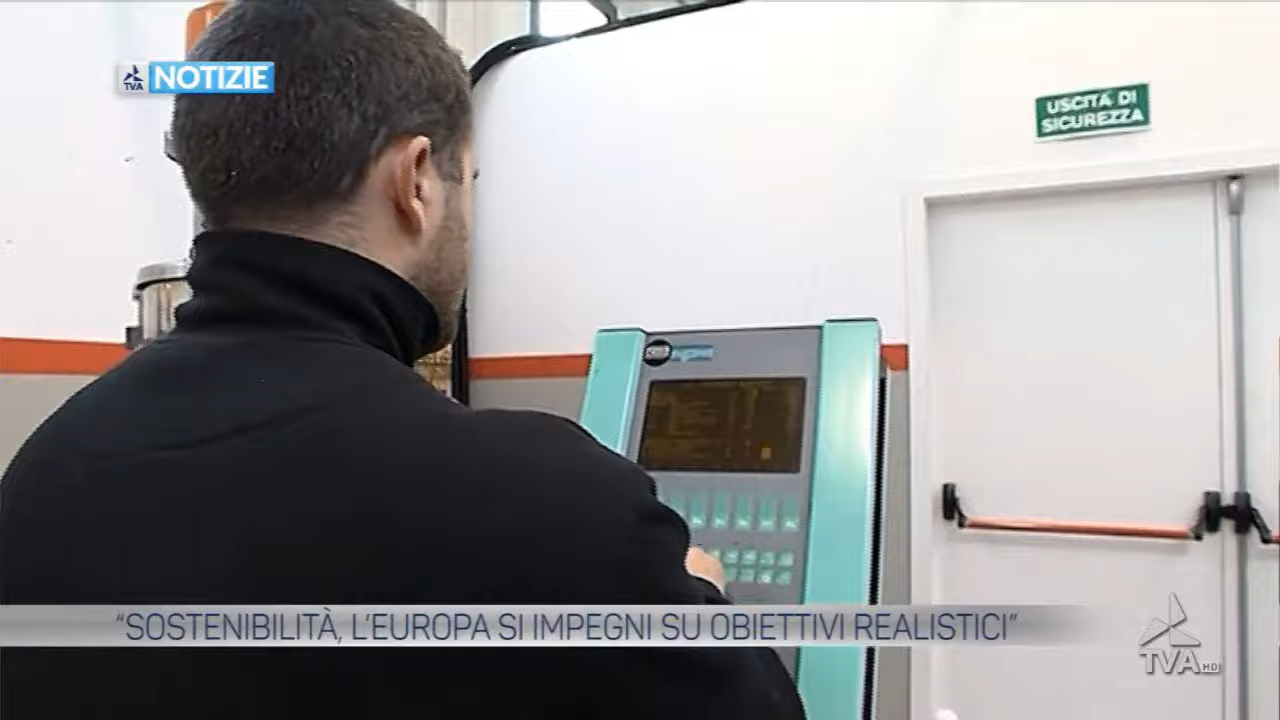 TVA NOTIZIE
USCITA DI
SICUREZZA
“SOSTENIBILITÀ, L’EUROPA SI IMPEGNI SU OBIETTIVI REALISTICI”
TVA HD